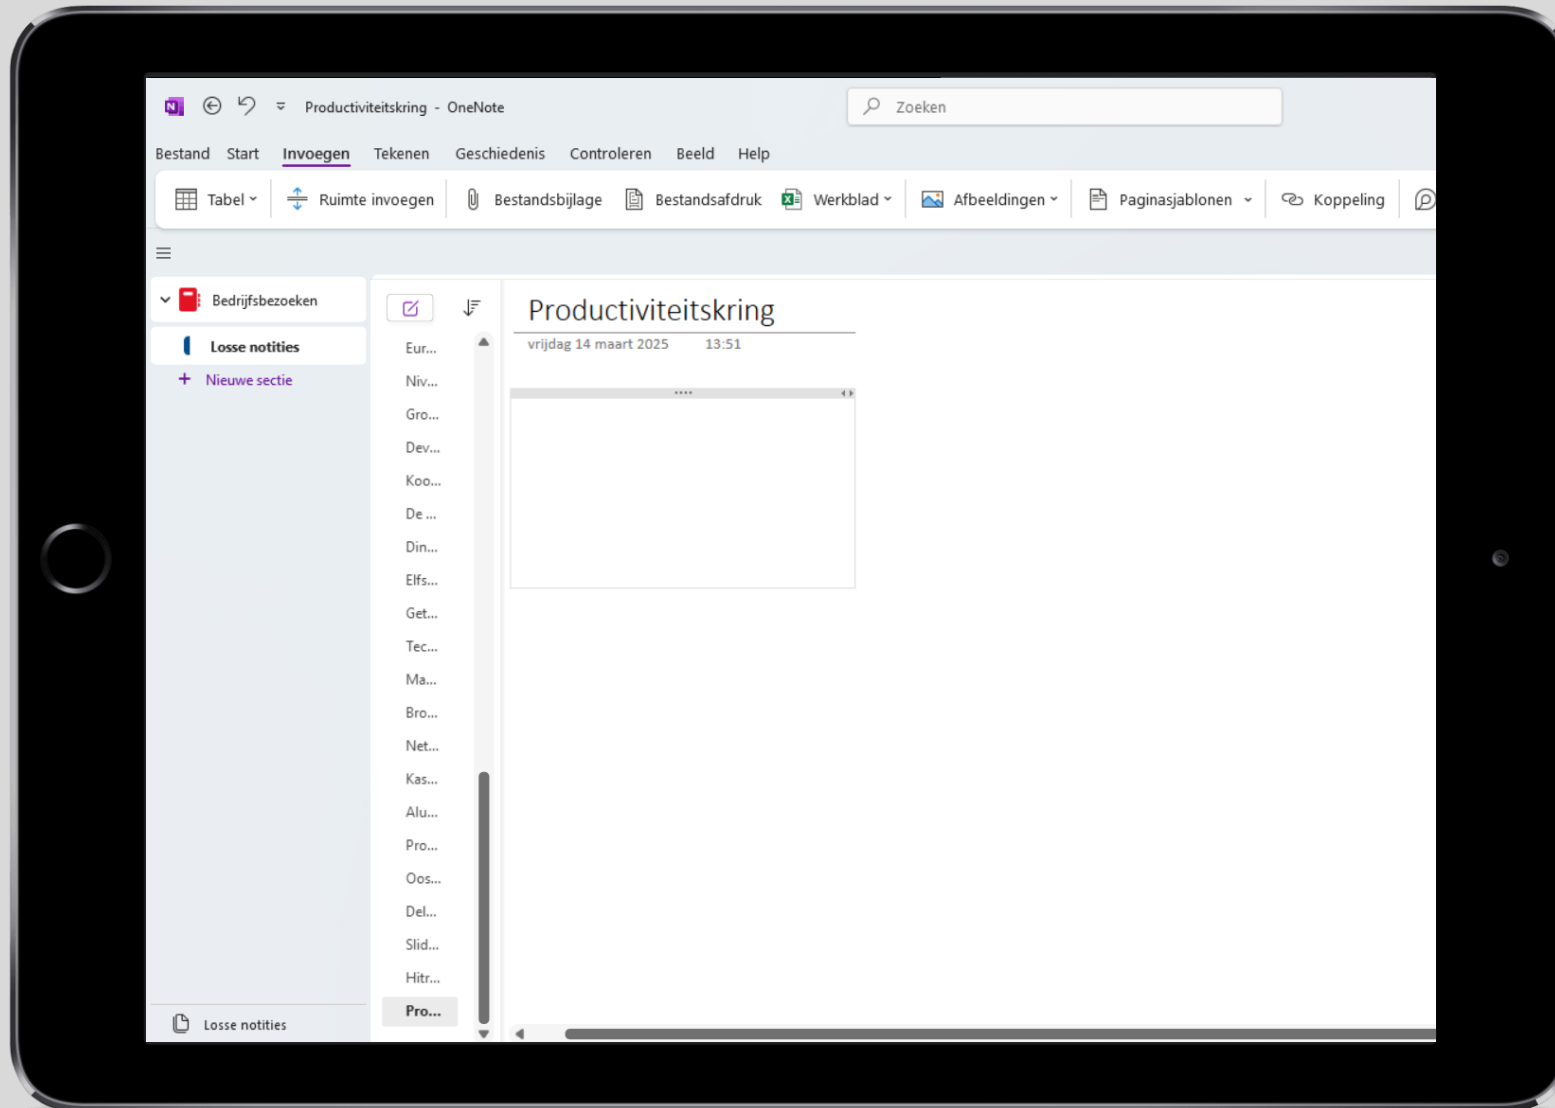 N
Productiviteitskring - OneNote
Zoeken
Bestand Start Invoegen Tekenen Geschiedenis Controleren Beeld Help
Tabel Ruimte invoegen Bestandsbijlage Bestandsafdruk Werkblad Afbeeldingen Paginasjablonen Koppeling
Bedrijfsbezoeken
Losse notities
+ Nieuwe sectie
Losse notities
Eur...
Niv...
Gro...
Dev...
Koo...
De ...
Din...
Elfs...
Get...
Tec...
Ma...
Bro...
Net...
Kas...
Alu...
Pro...
Oos...
Del...
Slid...
Hitr...
Pro...
Productiviteitskring
vrijdag 14 maart 2025 13:51